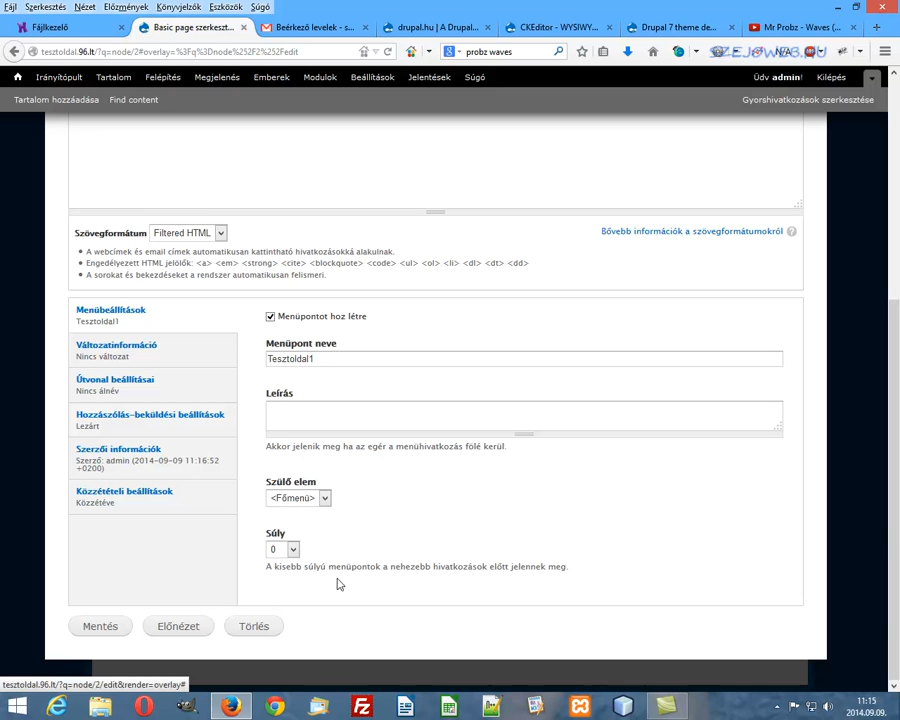 Fájl Szerkesztés Nézet Előzmények Könyvjelzők Eszközök Súgó
Fájlkezelő
Basic page szerkeszt...
Beérkező levelek - s...
drupal.hu | A Drupal...
CKEditor - WYSIWY...
Drupal 7 theme de...
Mr Probz - Waves (...
tesztoldal.96.lt/?q=node/2#overlay=%3Fq%3Dnode%252F2%252Fedit
probz waves
Irányítópult Tartalom Felépítés Megjelenés Emberek Modulok Beállítások Jelentések Súgó
Üdv admin! Kilépés
Tartalom hozzáadása Find content
Gyorshivatkozások szerkesztése
Szövegformátum Filtered HTML
Bővebb információk a szövegformátumokról
A webcímek és email címek automatikusan kattintható hivatkozásokká alakulnak.
Engedélyezett HTML jelölők: <a> <em> <strong> <cite> <blockquote> <code> <ul> <ol> <li> <dl> <dt> <dd>
A sorokat és bekezdéseket a rendszer automatikusan felismeri.
Menübeállítások
Tesztoldal1
Változatinformáció
Nincs változat
Útvonal beállításai
Nincs álnév
Hozzászólás-beküldési beállítások
Lezárt
Szerzői információk
Szerző: admin (2014-09-09 11:16:52
+0200)
Közzétételi beállítások
Közzétéve
Menüpontot hoz létre
Menüpont neve
Tesztoldal1
Leírás
Akkor jelenik meg ha az egér a menühivatkozás fölé kerül.
Szülő elem
<Főmenü>
Súly
0
A kisebb súlyú menüpontok a nehezebb hivatkozások előtt jelennek meg.
Mentés Előnézet Törlés
tesztoldal.96.lt/?q=node/2/edit&render=overlay#
11:15
2014.09.09.